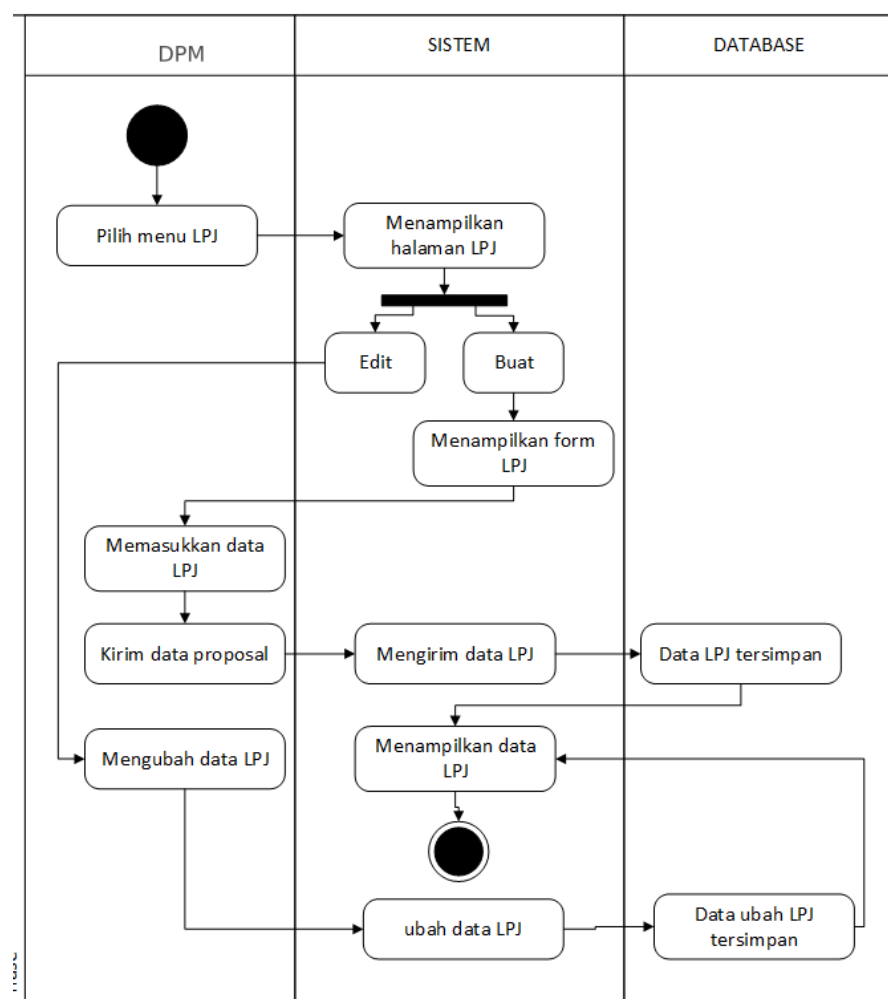 DPM
SISTEM
DATABASE
Pilih menu LPJ
Menampilkan
halaman LPJ
Edit
Buat
Menampilkan form
LPJ
Memasukkan data
LPJ
Kirim data proposal
Mengirim data LPJ
Data LPJ tersimpan
Mengubah data LPJ
Menampilkan data
LPJ
ubah data LPJ
Data ubah LPJ
tersimpan